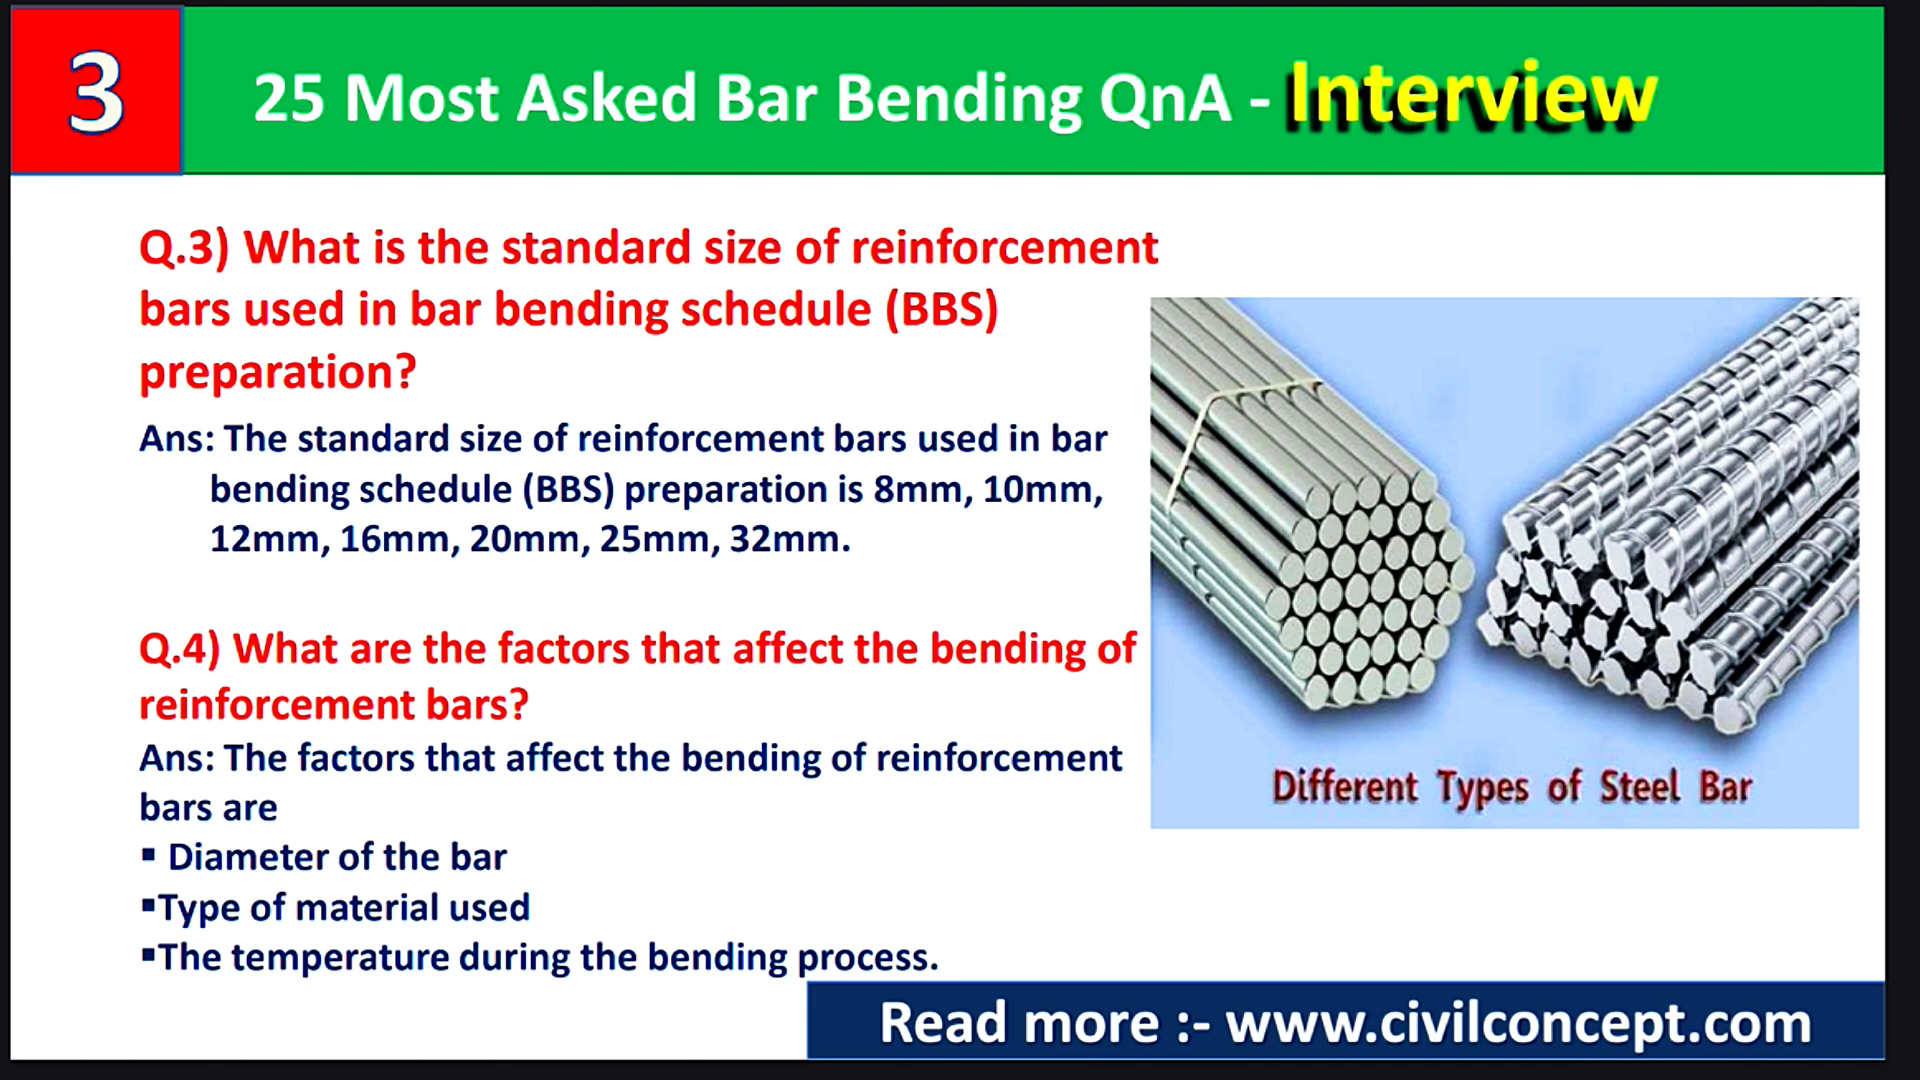 3
25 Most Asked Bar Bending QnA - Interview
Q.3) What is the standard size of reinforcement
bars used in bar bending schedule (BBS)
preparation?
Ans: The standard size of reinforcement bars used in bar
bending schedule (BBS) preparation is 8mm, 10mm,
12mm, 16mm, 20mm, 25mm, 32mm.
Q.4) What are the factors that affect the bending of
reinforcement bars?
Ans: The factors that affect the bending of reinforcement
bars are
▪ Diameter of the bar
▪Type of material used
▪The temperature during the bending process.
Different Types of Steel Bar
Read more :- www.civilconcept.com